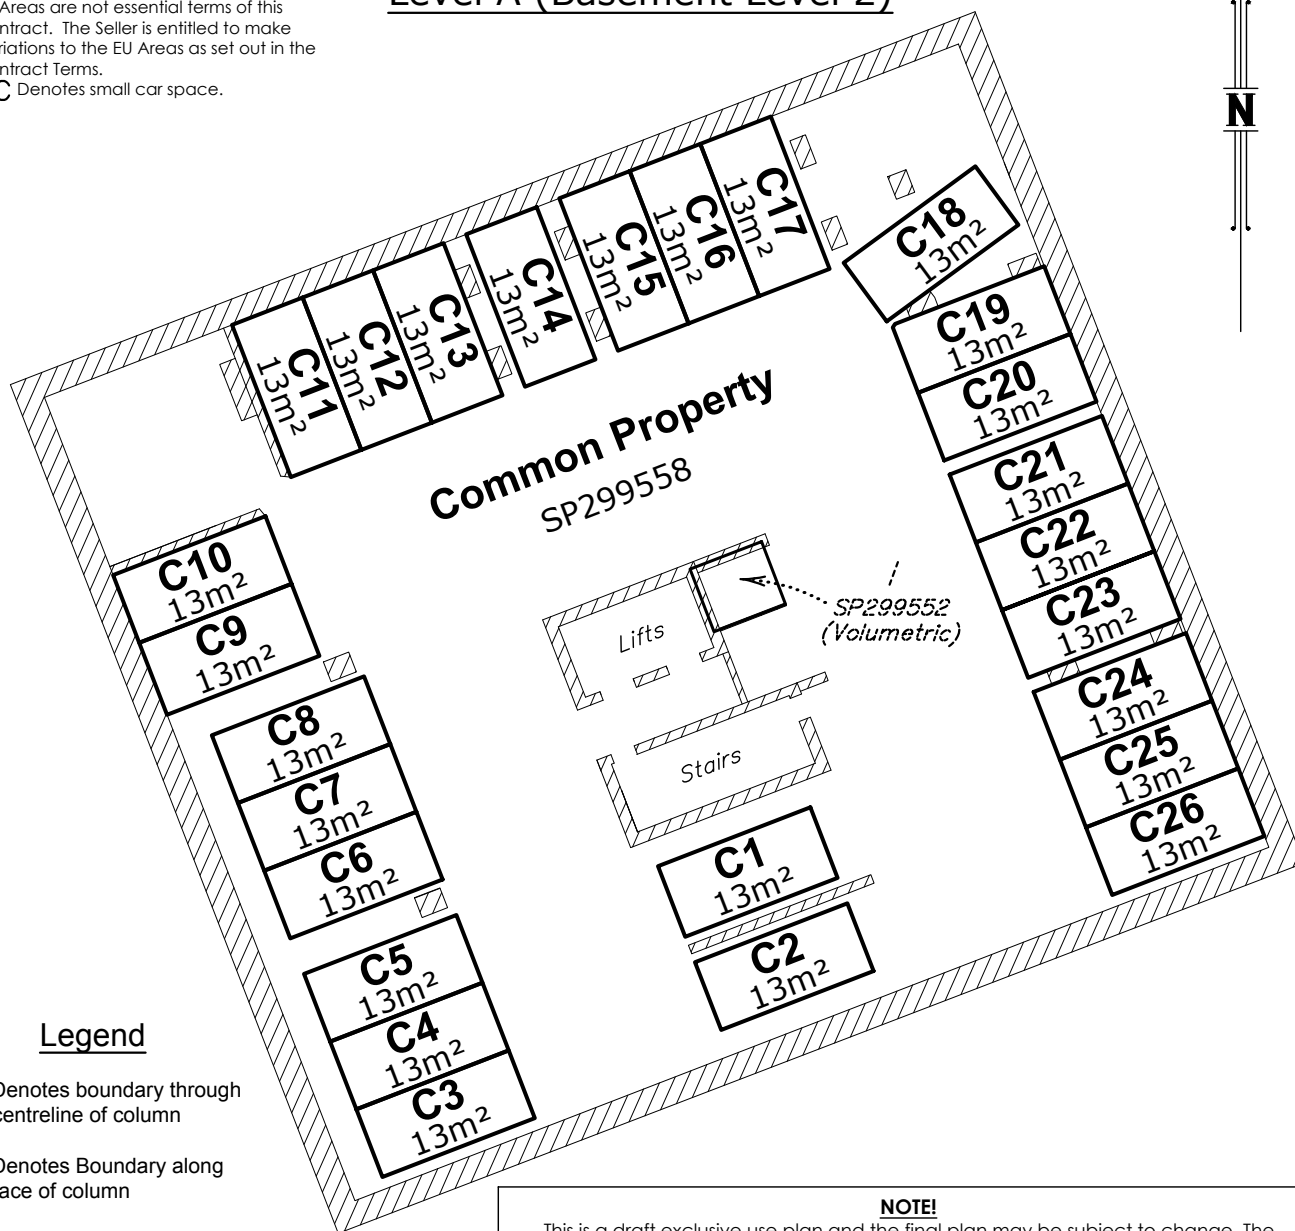 Level A (Basement Level 2)
Areas are not essential terms of this
ntract. The Seller is entitled to make
riations to the EU Areas as set out in the
ntract Terms.
C Denotes small car space.
N
C17
13m²
C16
13m²
C15
13m²
C14
13m²
C13
13m²
C12
13m²
C11
13m²
C18
13m²
C19
13m²
C20
13m²
C21
13m²
C22
13m²
C23
13m²
C24
13m²
C25
13m²
C26
13m²
Common Property
SP299558
SP299552
(Volumetric)
Lifts
Stairs
C10
13m²
C9
13m²
C8
13m²
C7
13m²
C6
13m²
C5
13m²
C4
13m²
C3
13m²
C1
13m²
C2
13m²
Legend
Denotes boundary through
centreline of column
Denotes Boundary along
ace of column
NOTE!
This is a draft exclusive use plan and the final plan may be subject to change. The